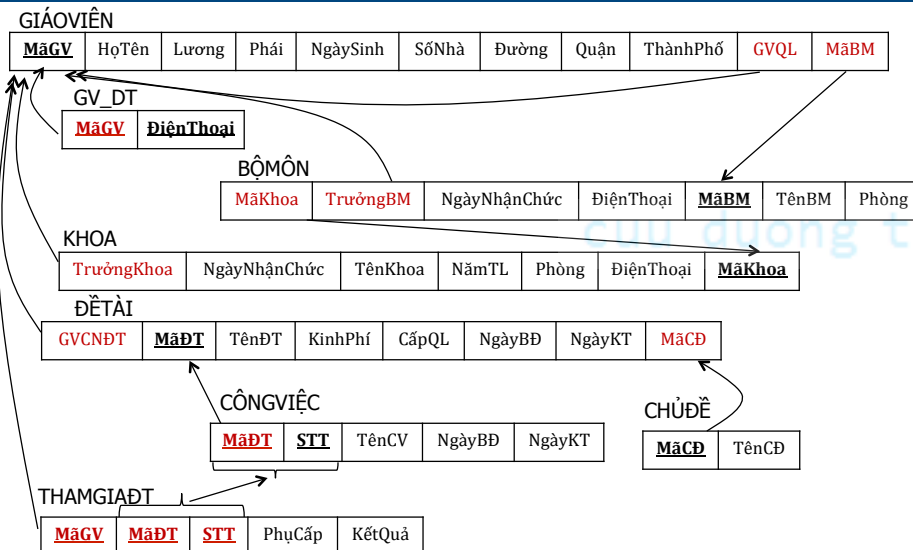 GIÁOVIÊN
MãGV HọTên Lương Phái NgàySinh SốNhà Đường Quận ThànhPhố GVQL MãBM
GV_DT
MãGV ĐiệnThoại
BỘMÔN
MãKhoa TrưởngBM NgàyNhậnChức ĐiệnThoại MãBM TênBM Phòng
cuu duong t
KHOA
TrưởngKhoa NgàyNhậnChức TênKhoa NămTL Phòng ĐiệnThoại MãKhoa
ĐỀTÀI
GVCNĐT MãĐT TênĐT KinhPhí CấpQL NgàyBĐ NgàyKT MãCĐ
CÔNGVIỆC
MãĐT STT TênCV NgàyBĐ NgàyKT
CHỦĐỀ
MãCĐ TênCĐ
THAMGIAĐT
MãGV MãĐT STT PhụCấp KếtQuả